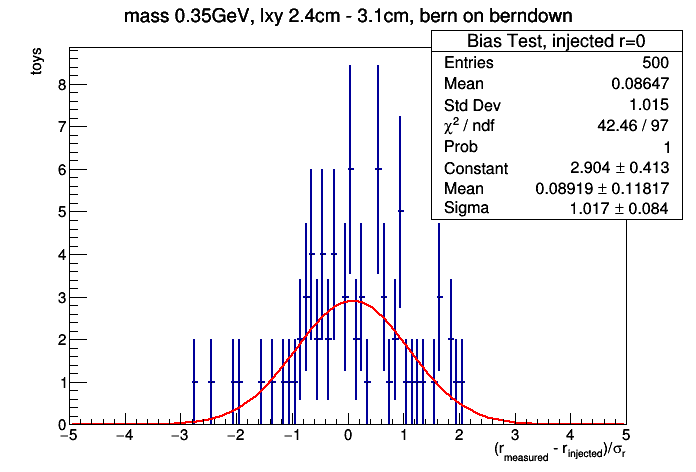 mass 0.35GeV, lxy 2.4cm - 3.1cm, bern on berndown
Bias Test, injected r=0
Entries 500
Mean 0.08647
Std Dev 1.015
χ² / ndf 42.46 / 97
Prob 1
Constant 2.904 ± 0.413
Mean 0.08919 ± 0.11817
Sigma 1.017 ± 0.084
toys
8
7
6
5
4
3
2
1
0
−5 −4 −3 −2 −1 0 1 2 3 4 5
(r_measured - r_injected)/σ_r